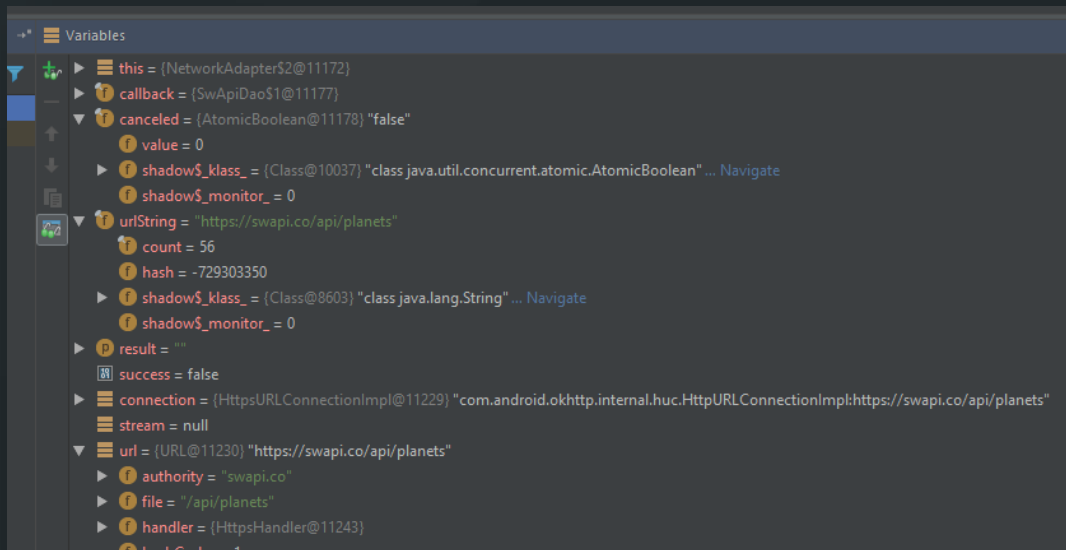 Variables
this = {NetworkAdapter$2@11172}
callback = {SwApiDao$1@11177}
canceled = {AtomicBoolean@11178} "false"
value = 0
shadow$_klass_ = {Class@10037} "class java.util.concurrent.atomic.AtomicBoolean" ... Navigate
shadow$_monitor_ = 0
urlString = "https://swapi.co/api/planets"
count = 56
hash = -729303350
shadow$_klass_ = {Class@8603} "class java.lang.String" ... Navigate
shadow$_monitor_ = 0
result = ""
success = false
connection = {HttpsURLConnectionImpl@11229} "com.android.okhttp.internal.huc.HttpURLConnectionImpl:https://swapi.co/api/planets"
stream = null
url = {URL@11230} "https://swapi.co/api/planets"
authority = "swapi.co"
file = "/api/planets"
handler = {HttpsHandler@11243}